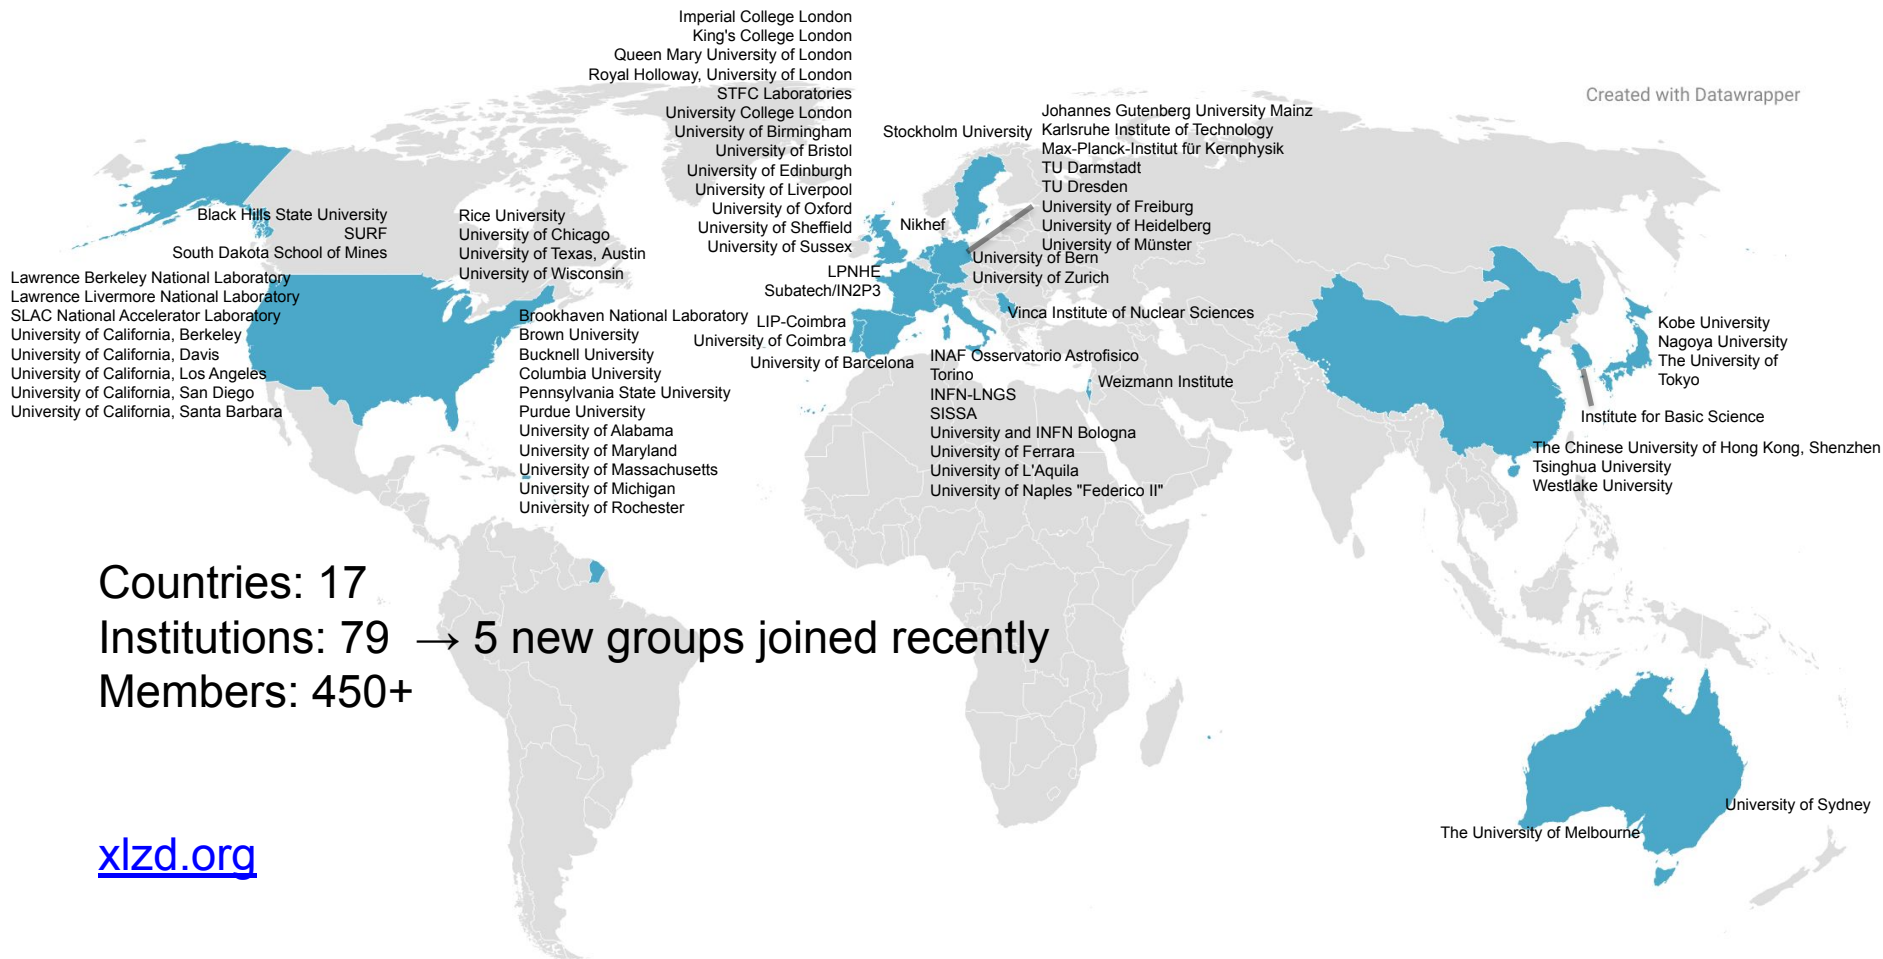 Imperial College London
King's College London
Queen Mary University of London
Royal Holloway, University of London
STFC Laboratories
University College London
University of Birmingham
University of Bristol
University of Edinburgh
University of Liverpool
University of Oxford
University of Sheffield
University of Sussex
Created with Datawrapper
Stockholm University
Johannes Gutenberg University Mainz
Karlsruhe Institute of Technology
Max-Planck-Institut für Kernphysik
TU Darmstadt
TU Dresden
University of Freiburg
University of Heidelberg
University of Münster
Nikhef
University of Bern
University of Zurich
Black Hills State University
SURF
South Dakota School of Mines
Rice University
University of Chicago
University of Texas, Austin
University of Wisconsin
Lawrence Berkeley National Laboratory
Lawrence Livermore National Laboratory
SLAC National Accelerator Laboratory
University of California, Berkeley
University of California, Davis
University of California, Los Angeles
University of California, San Diego
University of California, Santa Barbara
Brookhaven National Laboratory
Brown University
Bucknell University
Columbia University
Pennsylvania State University
Purdue University
University of Alabama
University of Maryland
University of Massachusetts
University of Michigan
University of Rochester
LPNHE
Subatech/IN2P3
LIP-Coimbra
University of Coimbra
University of Barcelona
Vinca Institute of Nuclear Sciences
INAF Osservatorio Astrofisico
Torino
INFN-LNGS
SISSA
University and INFN Bologna
University of Ferrara
University of L'Aquila
University of Naples "Federico II"
Weizmann Institute
Kobe University
Nagoya University
The University of
Tokyo
Institute for Basic Science
The Chinese University of Hong Kong, Shenzhen
Tsinghua University
Westlake University
Countries: 17
Institutions: 79 → 5 new groups joined recently
Members: 450+
xlzd.org
University of Sydney
The University of Melbourne